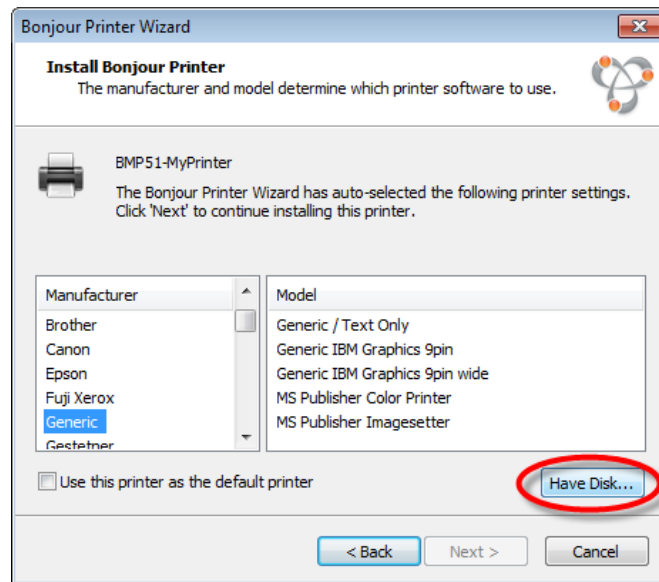 Bonjour Printer Wizard
Install Bonjour Printer
The manufacturer and model determine which printer software to use.
BMP51-MyPrinter
The Bonjour Printer Wizard has auto-selected the following printer settings.
Click 'Next' to continue installing this printer.
Manufacturer
Brother
Canon
Epson
Fuji Xerox
Generic
Gestetner
Model
Generic / Text Only
Generic IBM Graphics 9pin
Generic IBM Graphics 9pin wide
MS Publisher Color Printer
MS Publisher Imagesetter
Use this printer as the default printer
Have Disk...
< Back
Next >
Cancel